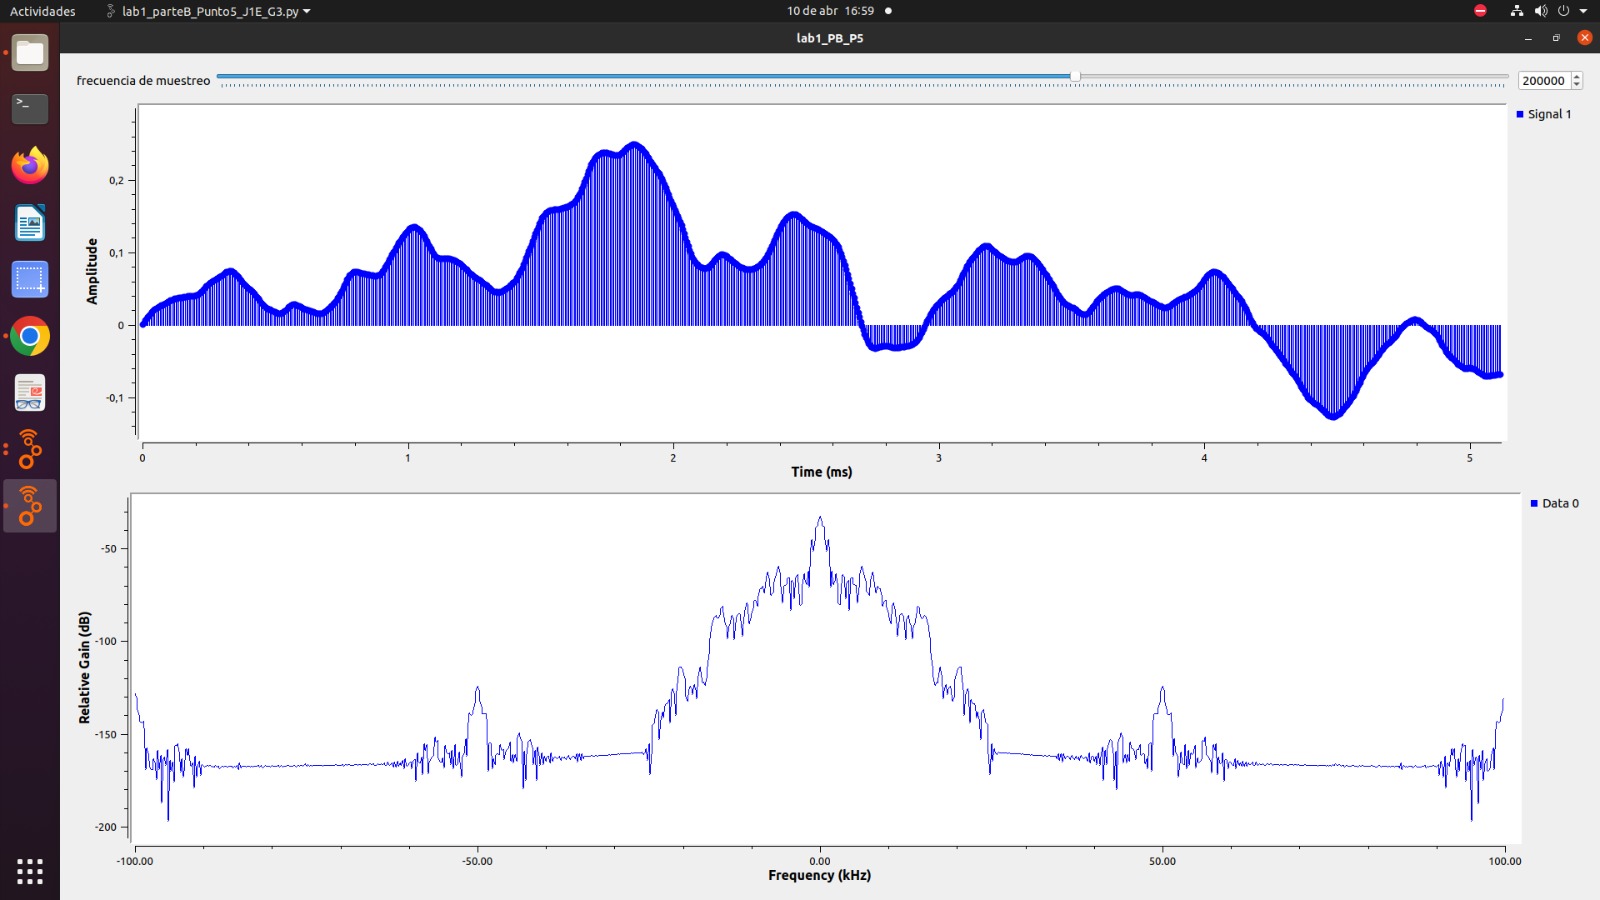 Actividades
lab1_parteB_Punto5_J1E_G3.py
10 de abr 16:59
lab1_PB_P5
frecuencia de muestreo
200000
Signal 1
Amplitude
0,2
0,1
0
-0,1
0 1 2 3 4 5
Time (ms)
Data 0
Relative Gain (dB)
-50
-100
-150
-200
-100.00 -50.00 0.00 50.00 100.00
Frequency (kHz)